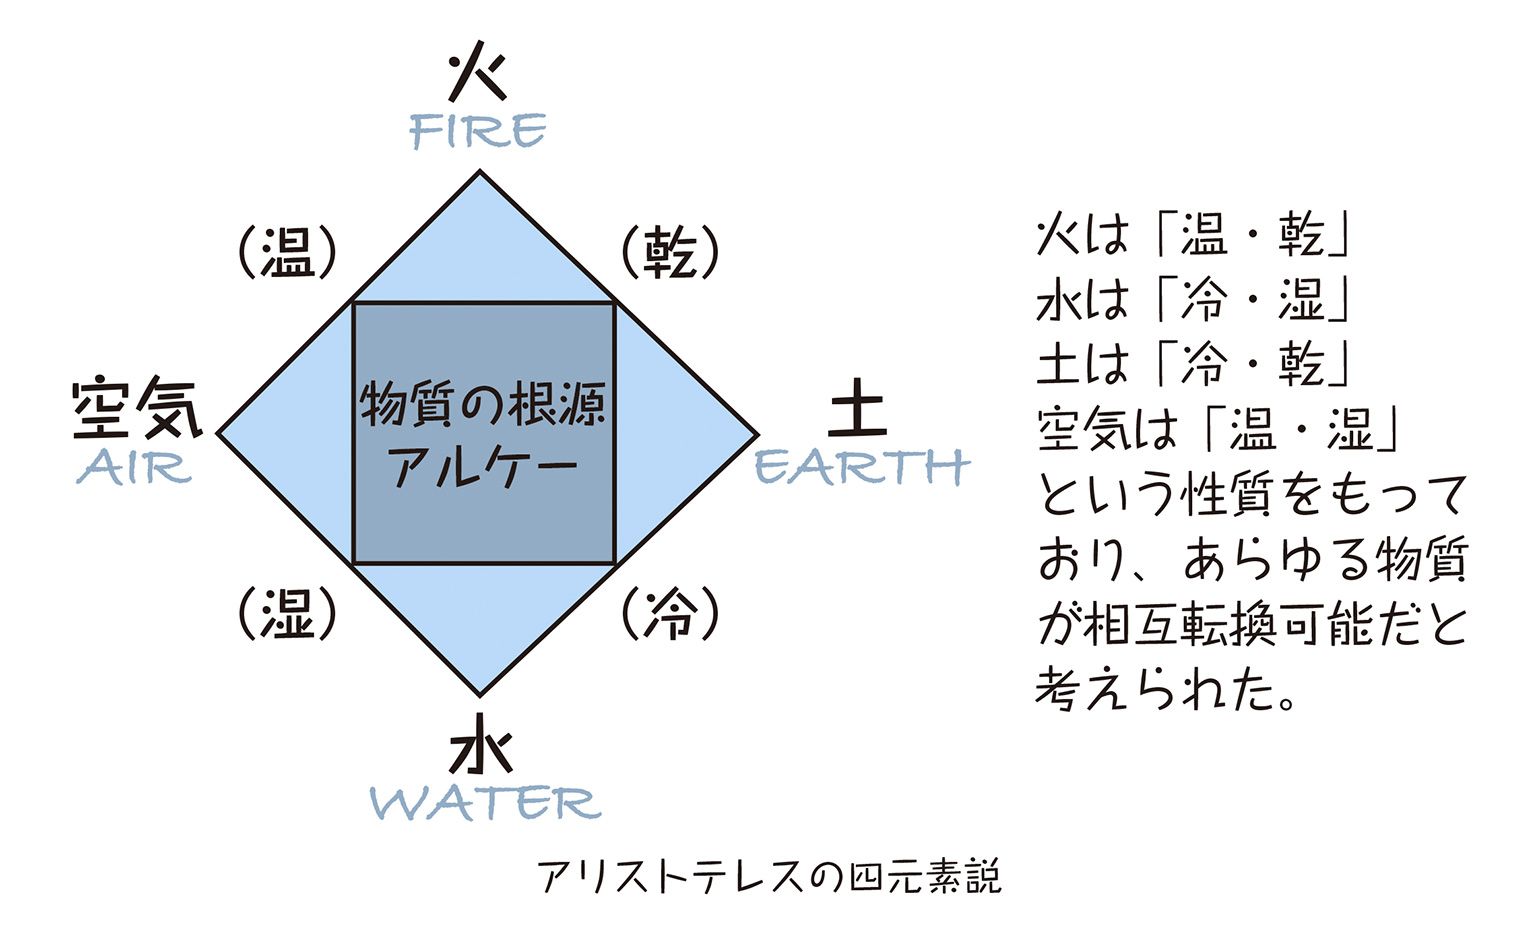 火
FIRE
（温）
（乾）
空気
AIR
物質の根源
アルケー
土
EARTH
（湿）
（冷）
水
WATER
火は「温・乾」
水は「冷・湿」
土は「冷・乾」
空気は「温・湿」
という性質をもって
おり、あらゆる物質
が相互転換可能だと
考えられた。
アリストテレスの四元素説